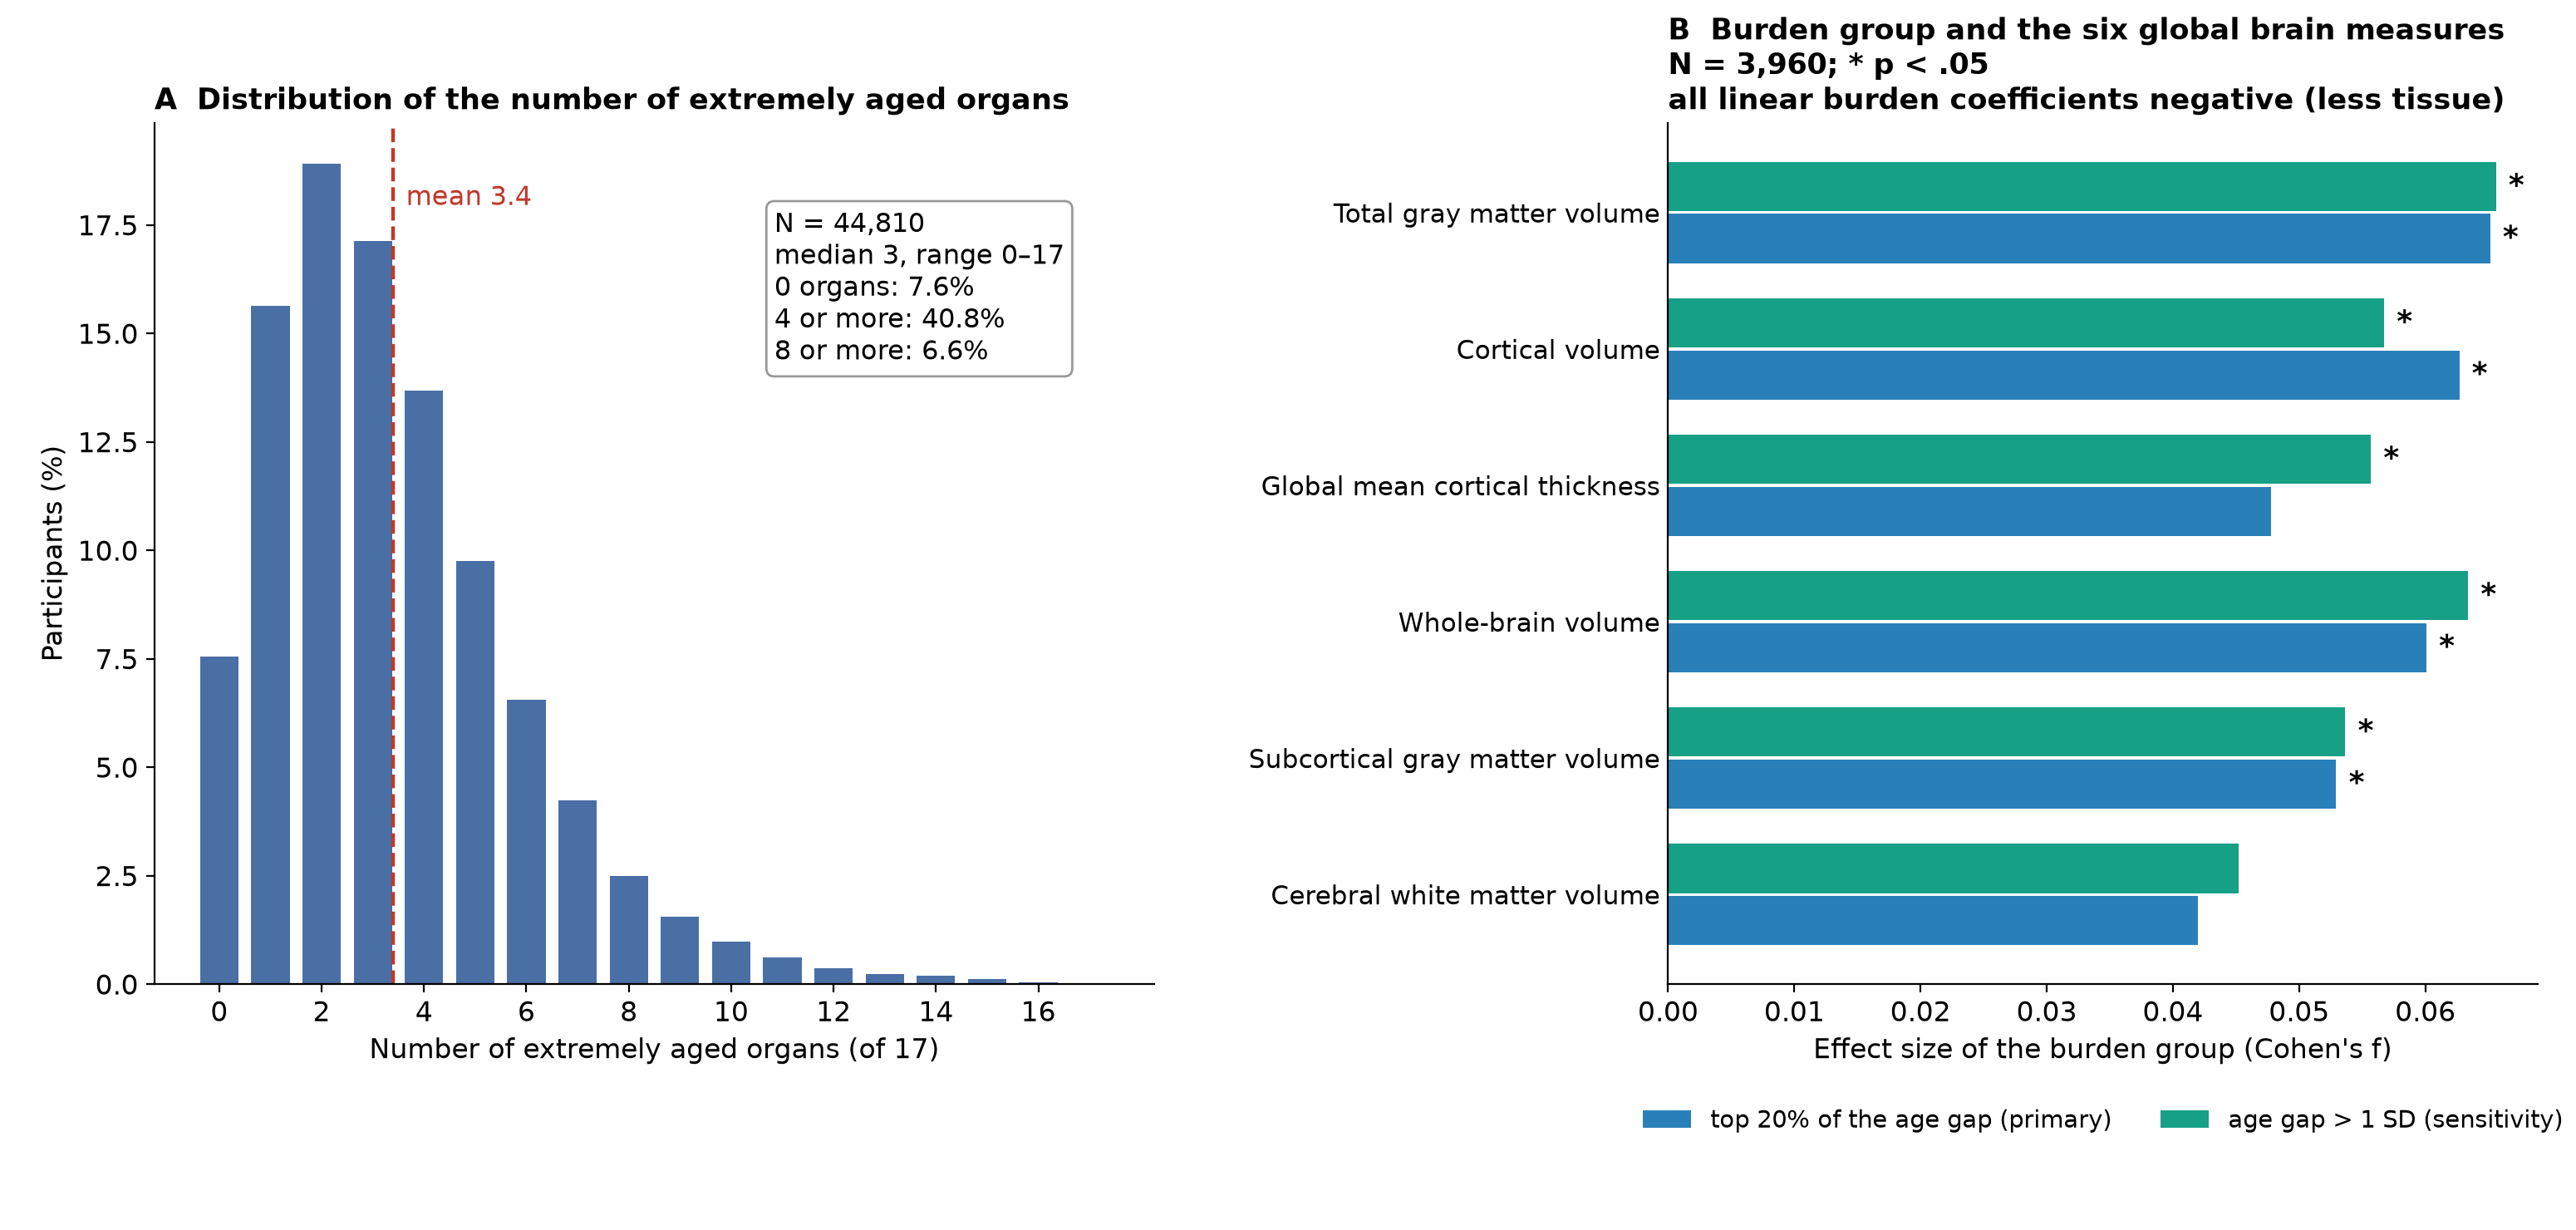 A  Distribution of the number of extremely aged organs
Participants (%)
17.5
15.0
12.5
10.0
7.5
5.0
2.5
0.0
mean 3.4
N = 44,810
median 3, range 0–17
0 organs: 7.6%
4 or more: 40.8%
8 or more: 6.6%
0 2 4 6 8 10 12 14 16
Number of extremely aged organs (of 17)
B  Burden group and the six global brain measures
N = 3,960; * p < .05
all linear burden coefficients negative (less tissue)
Total gray matter volume
*
*
Cortical volume
*
*
Global mean cortical thickness
*
Whole-brain volume
*
*
Subcortical gray matter volume
*
*
Cerebral white matter volume
0.00 0.01 0.02 0.03 0.04 0.05 0.06
Effect size of the burden group (Cohen's f)
top 20% of the age gap (primary)
age gap > 1 SD (sensitivity)